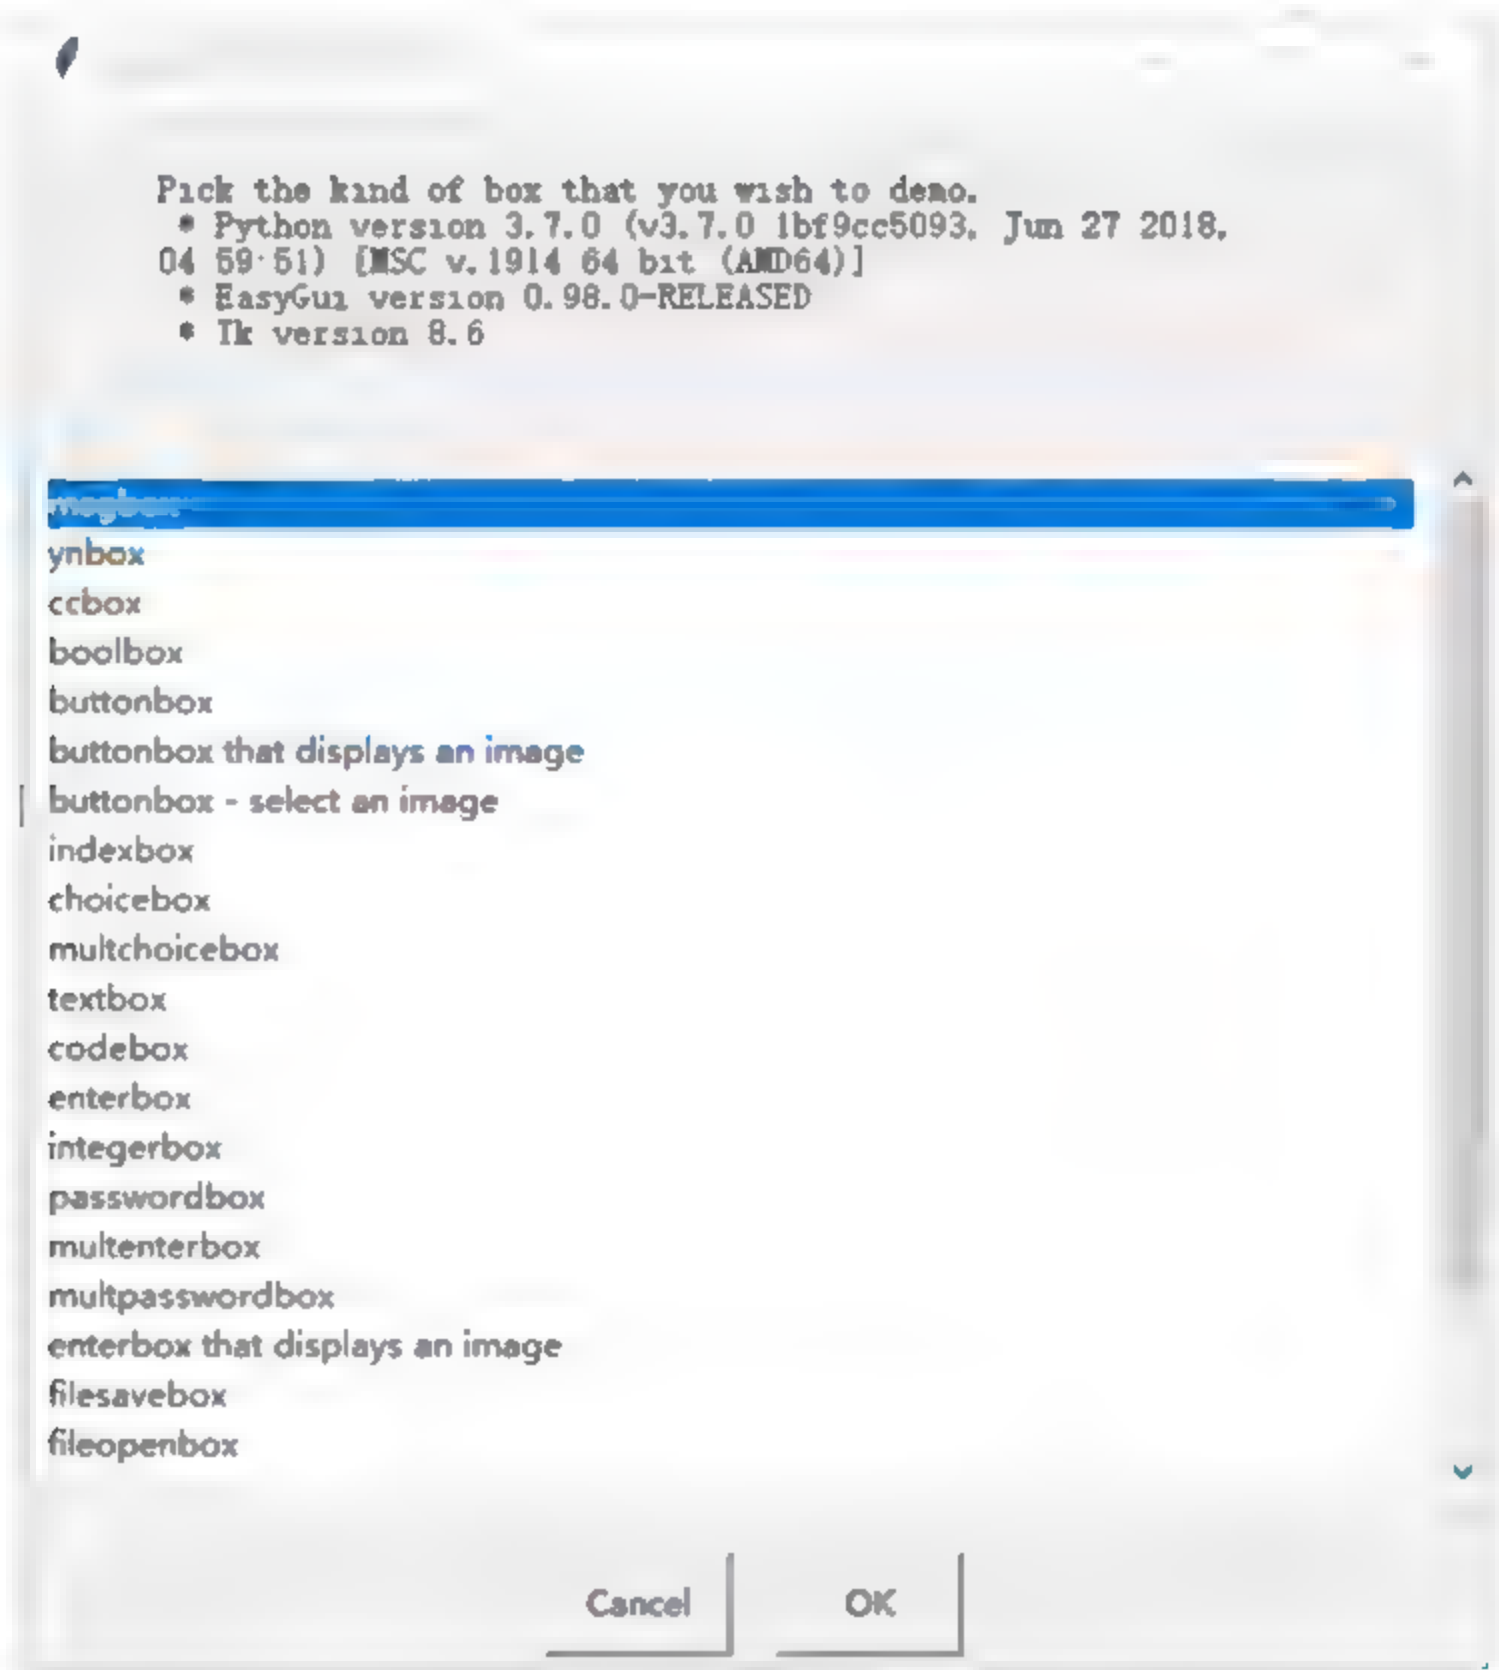 Pick the kind of box that you wish to demo.
* Python version 3.7.0 (v3.7.0 1bf9cc5093, Jun 27 2018,
04 59:51) [MSC v.1914 64 bit (AMD64)]
* EasyGui version 0.98.0-RELEASED
* Tk version 8.6
msgbox
ynbox
ccbox
boolbox
buttonbox
buttonbox that displays an image
buttonbox - select an image
indexbox
choicebox
multchoicebox
textbox
codebox
enterbox
integerbox
passwordbox
multenterbox
multpasswordbox
enterbox that displays an image
filesavebox
fileopenbox
Cancel
OK